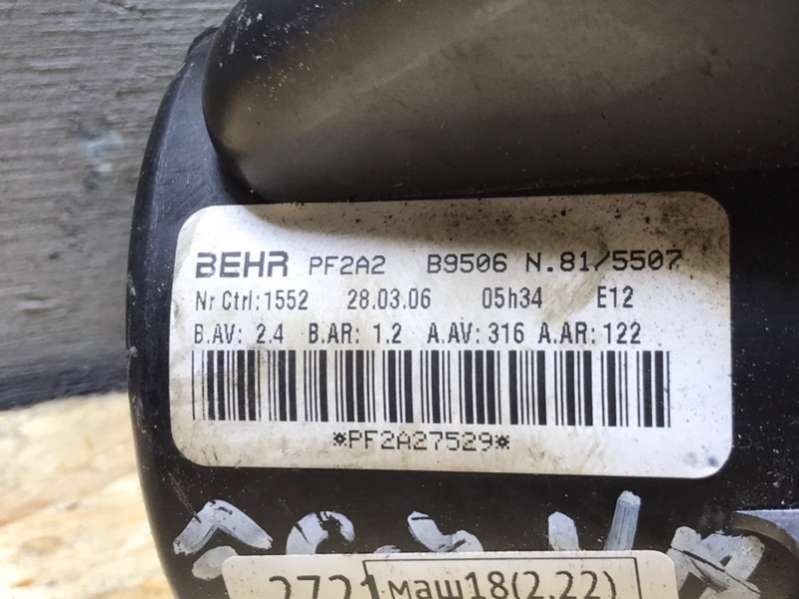 BEHR PF2A2 B9506 N.81/5507
Nr Ctrl:1552 28.03.06 05h34 E12
B.AV: 2.4 B.AR: 1.2 A.AV: 316 A.AR: 122
*PF2A27529*
2721 маш18(2,22)